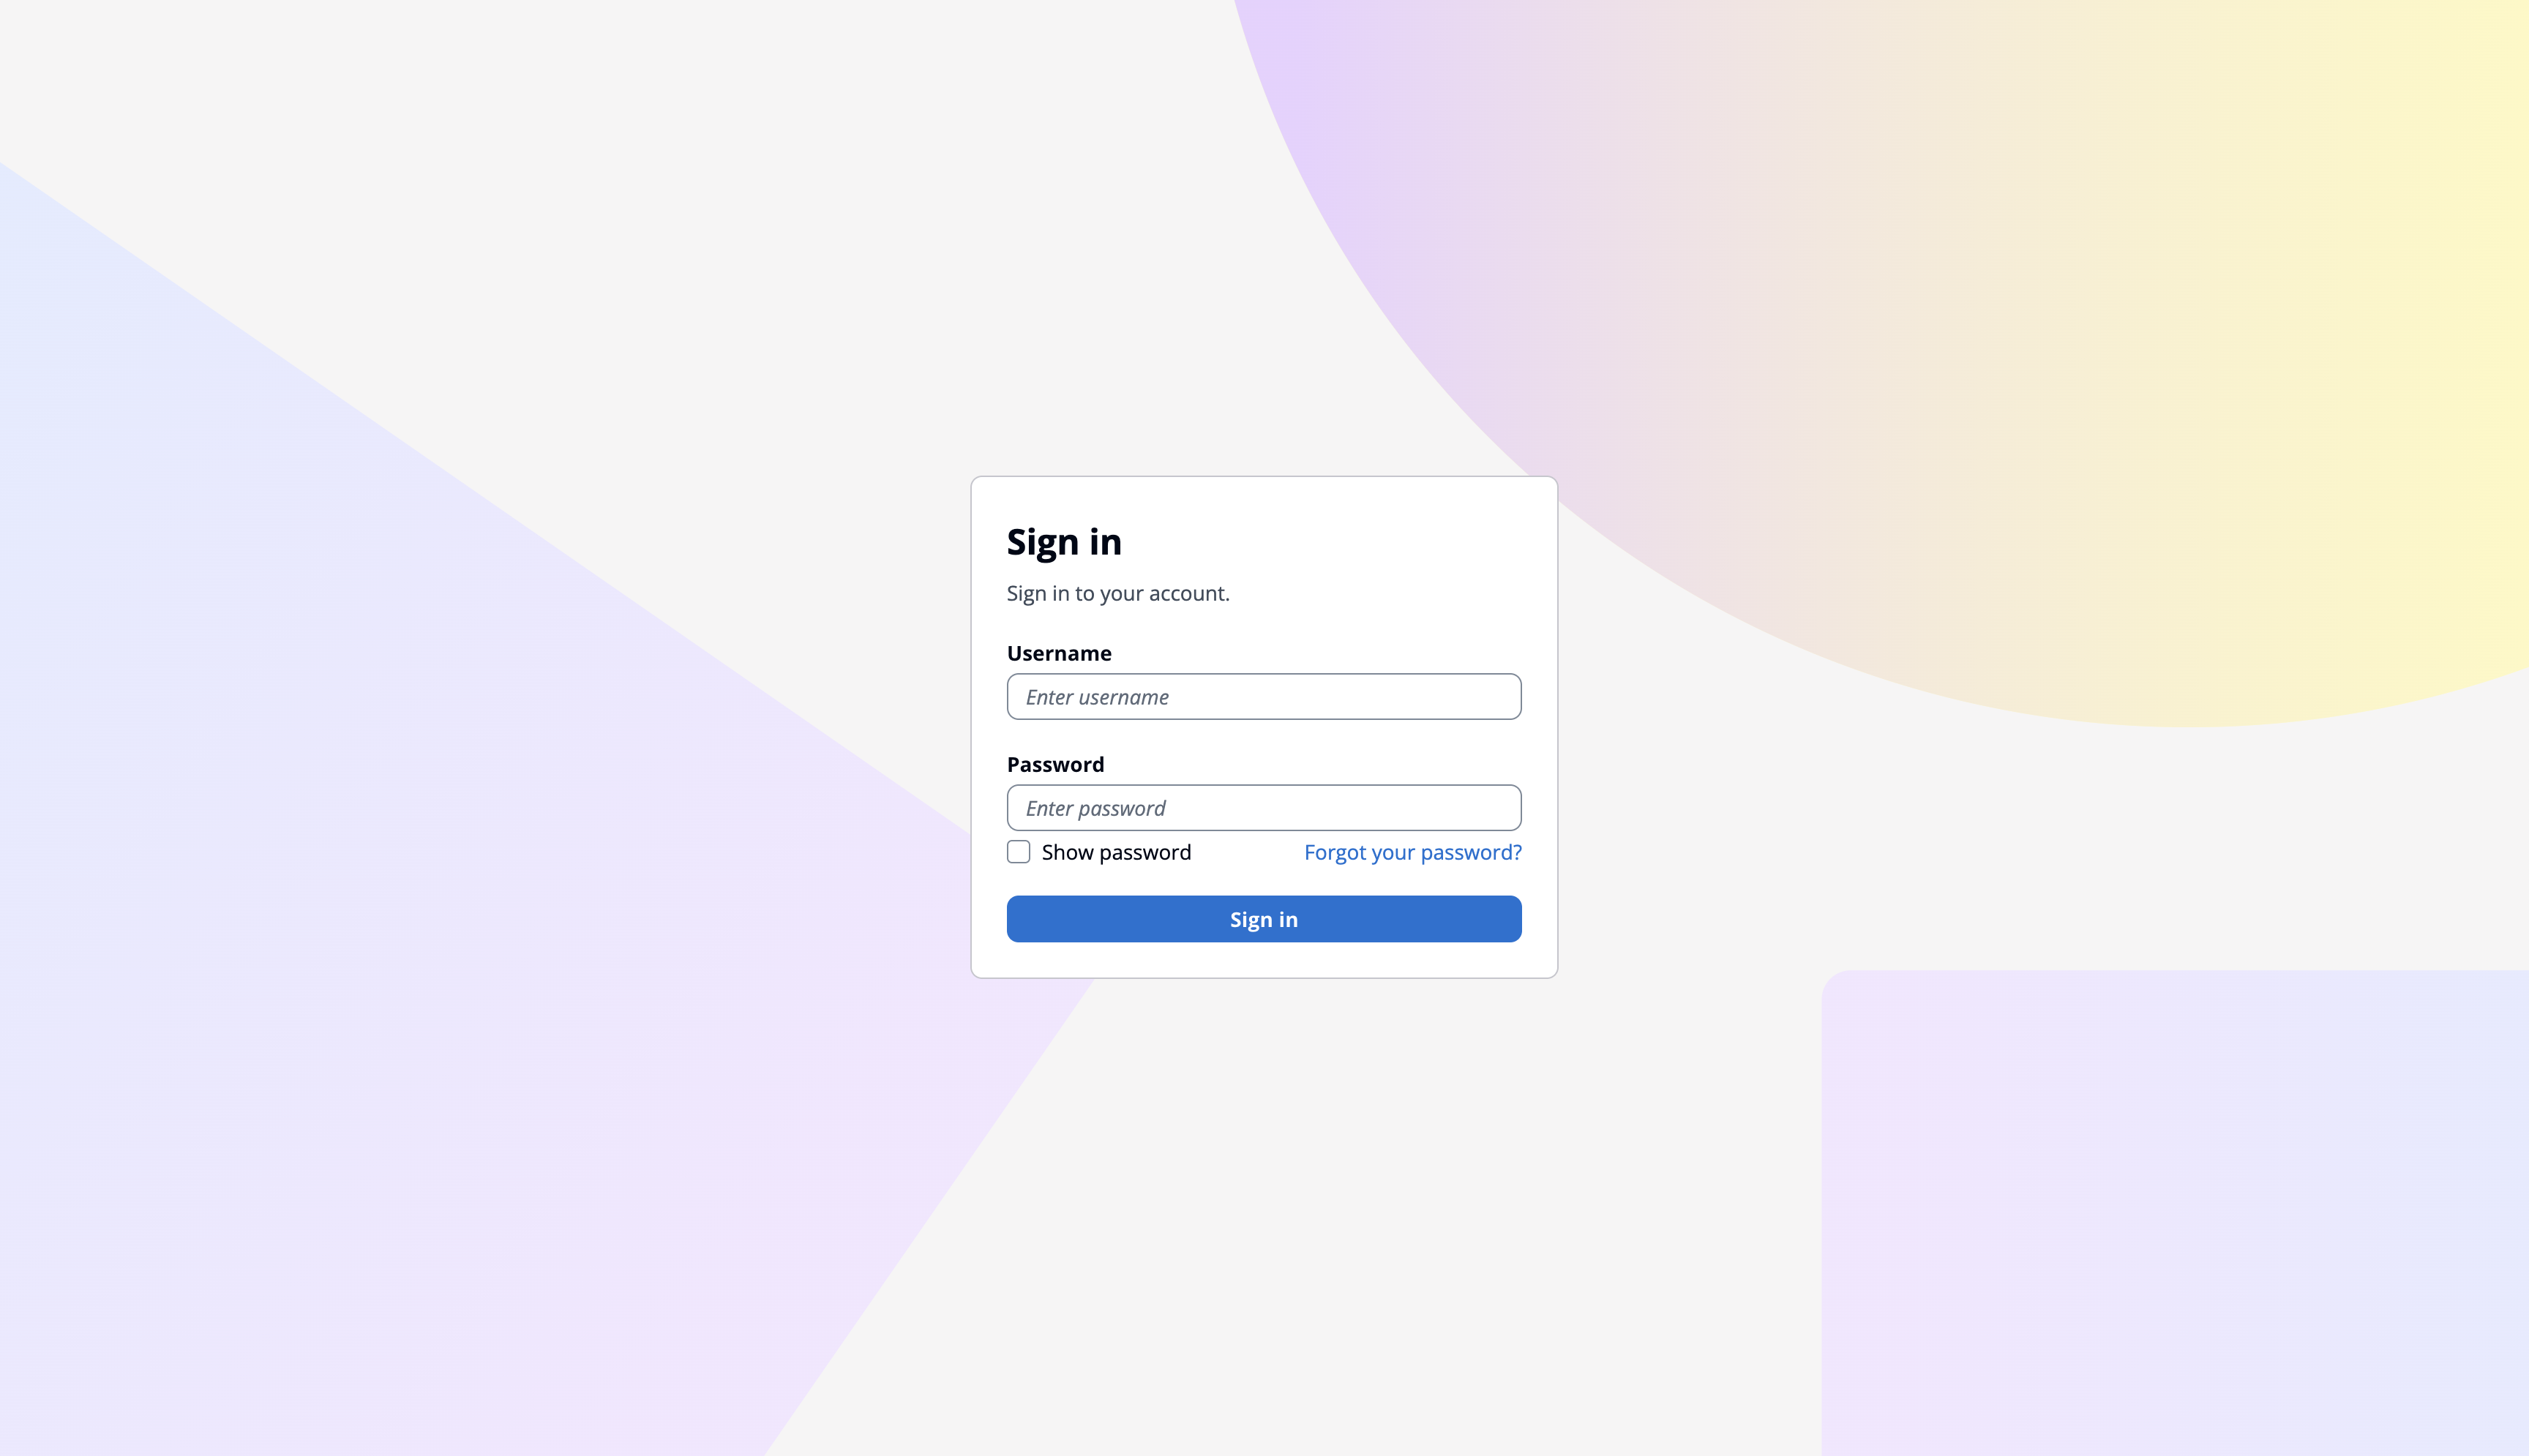 Sign in
Sign in to your account.
Username
Enter username
Password
Enter password
Show password Forgot your password?
Sign in